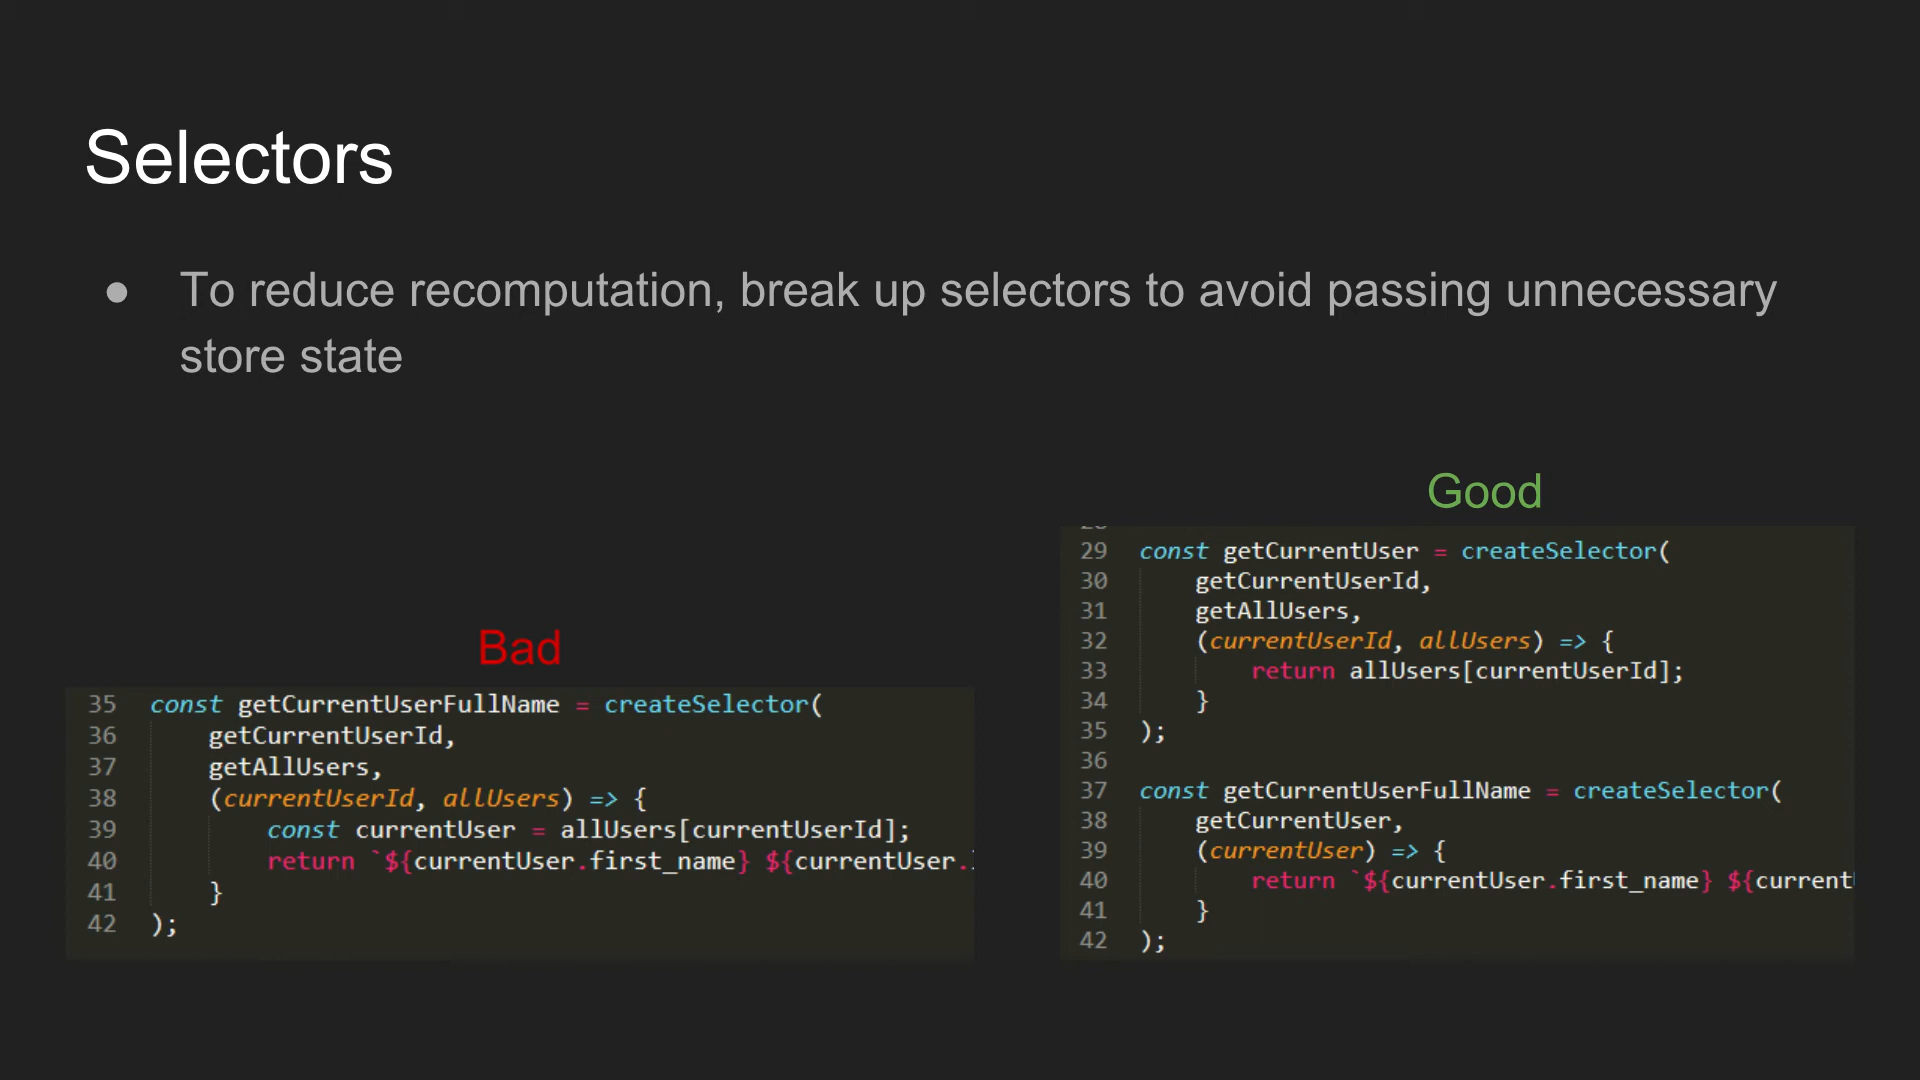 Selectors
● To reduce recomputation, break up selectors to avoid passing unnecessary
store state
Bad
35 const getCurrentUserFullName = createSelector(
36     getCurrentUserId,
37     getAllUsers,
38     (currentUserId, allUsers) => {
39         const currentUser = allUsers[currentUserId];
40         return `${currentUser.first_name} ${currentUser.
41     }
42 );
Good
29 const getCurrentUser = createSelector(
30     getCurrentUserId,
31     getAllUsers,
32     (currentUserId, allUsers) => {
33         return allUsers[currentUserId];
34     }
35 );
36
37 const getCurrentUserFullName = createSelector(
38     getCurrentUser,
39     (currentUser) => {
40         return `${currentUser.first_name} ${current
41     }
42 );